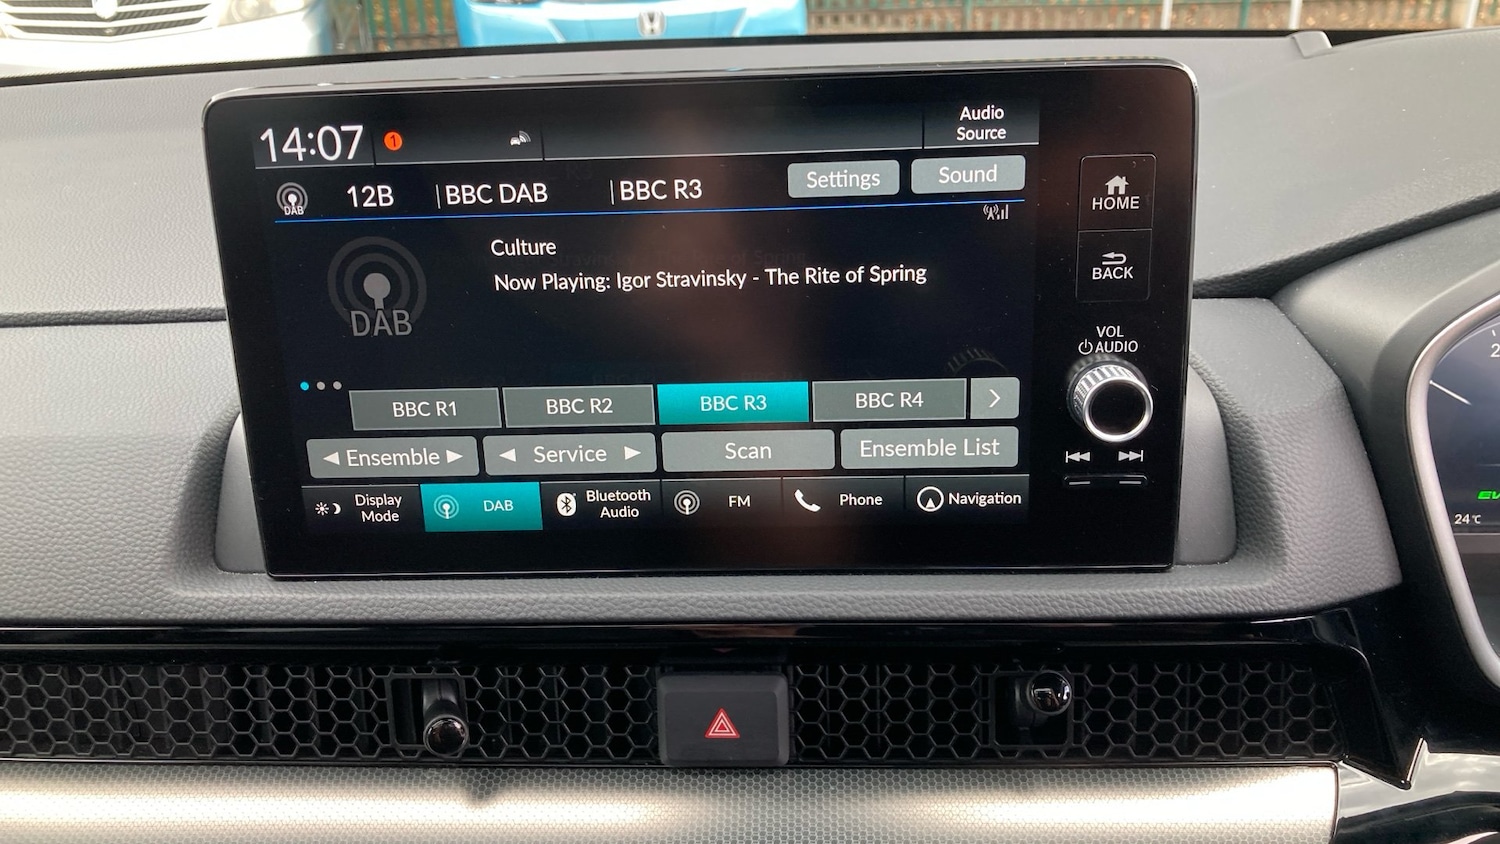 14:07
1
Audio
Source
DAB
12B
BBC DAB
BBC R3
Settings
Sound
HOME
Culture
Now Playing: Igor Stravinsky - The Rite of Spring
BACK
DAB
VOL
AUDIO
BBC R1
BBC R2
BBC R3
BBC R4
Ensemble
Service
Scan
Ensemble List
Display
Mode
DAB
Bluetooth
Audio
FM
Phone
Navigation
24°C